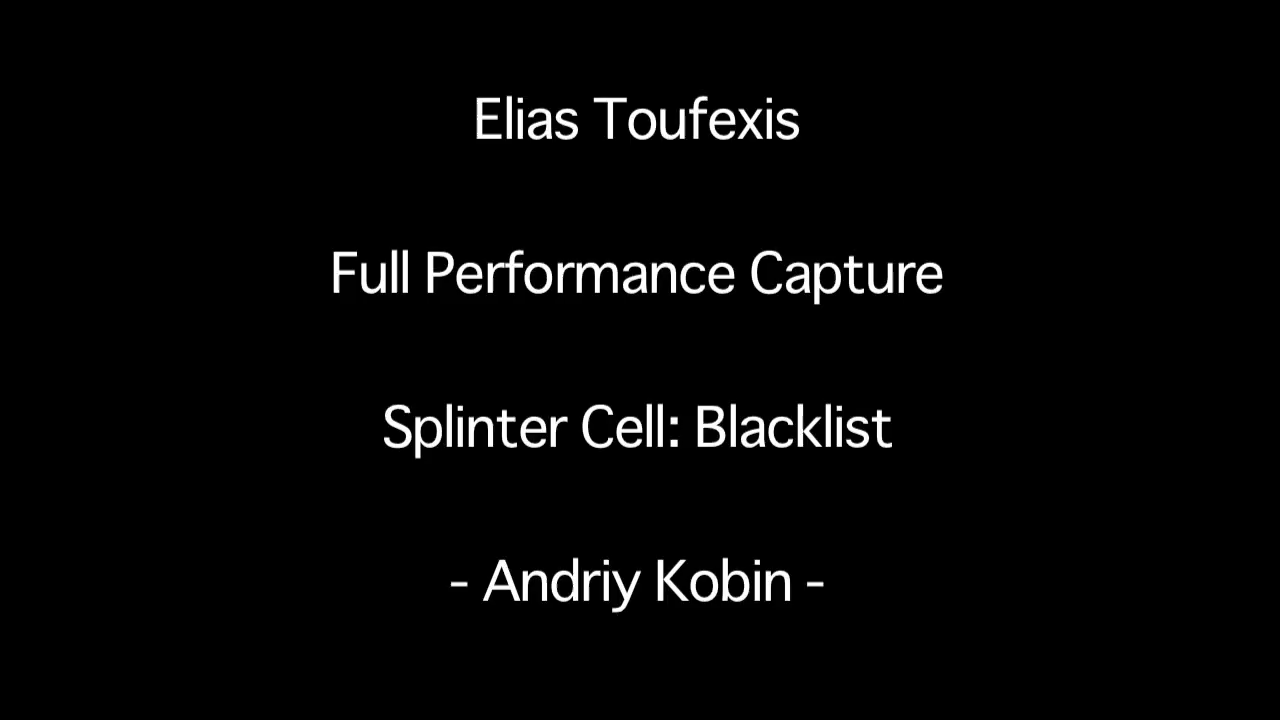 Elias Toufexis
Full Performance Capture
Splinter Cell: Blacklist
- Andriy Kobin -